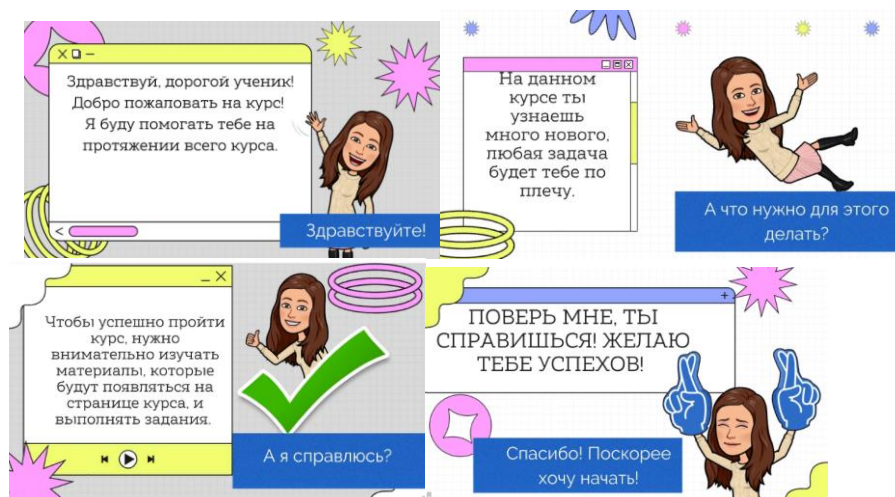 Здравствуй, дорогой ученик!
Добро пожаловать на курс!
Я буду помогать тебе на
протяжении всего курса.
Здравствуйте!
На данном
курсе ты
узнаешь
много нового,
любая задача
будет тебе по
плечу.
А что нужно для этого
делать?
Чтобы успешно пройти
курс, нужно
внимательно изучать
материалы, которые
будут появляться на
странице курса, и
выполнять задания.
А я справлюсь?
ПОВЕРЬ МНЕ, ТЫ
СПРАВИШЬСЯ! ЖЕЛАЮ
ТЕБЕ УСПЕХОВ!
Спасибо! Поскорее
хочу начать!